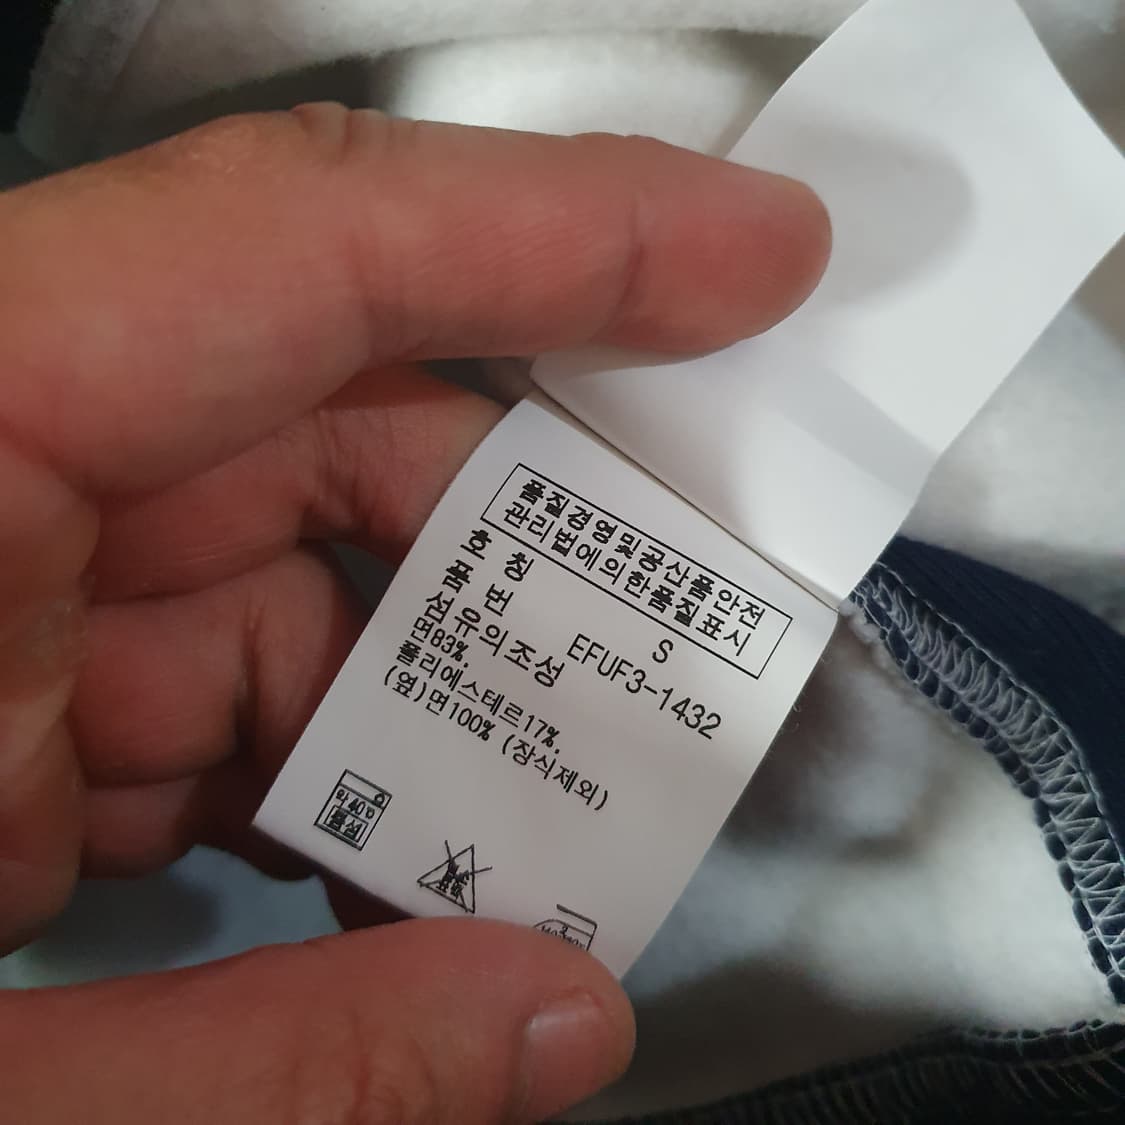 품질경영및공산품안전
관리법에의한품질표시
호 칭 S
품 번 EFUF3-1432
섬유의조성
면83%.
폴리에스테르17%.
(옆)면100% (장식제외)
약40℃
중성